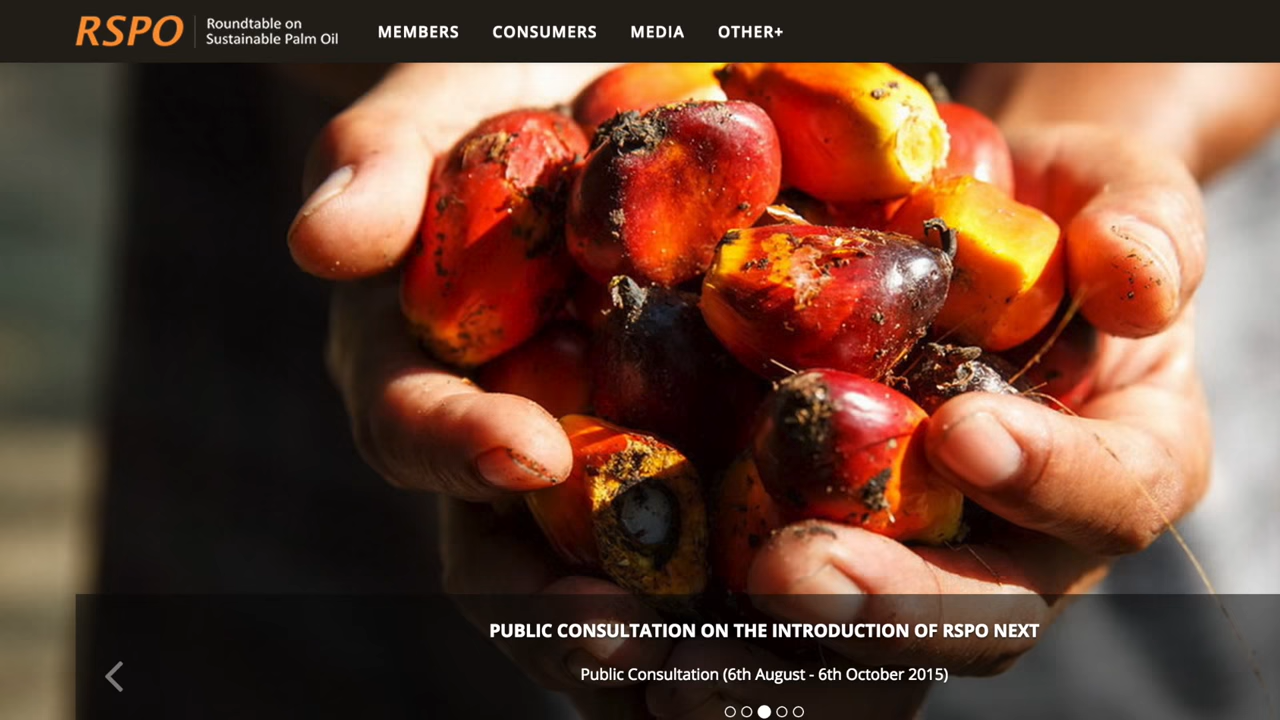 RSPO
Roundtable on
Sustainable Palm Oil
MEMBERS CONSUMERS MEDIA OTHER+
PUBLIC CONSULTATION ON THE INTRODUCTION OF RSPO NEXT
Public Consultation (6th August - 6th October 2015)